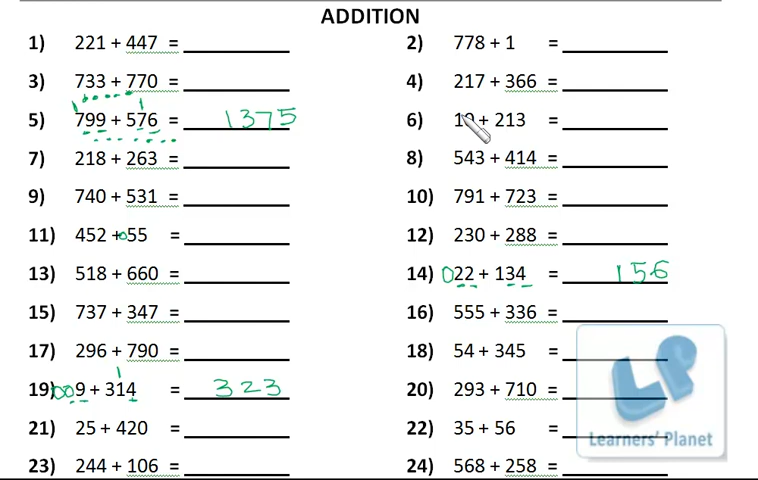 ADDITION
1) 221 + 447 = 2) 778 + 1 =
3) 733 + 770 = 4) 217 + 366 =
5) 799 + 576 = 1375 6) + 213 =
7) 218 + 263 = 8) 543 + 414 =
9) 740 + 531 = 10) 791 + 723 =
11) 452 + 055 = 12) 230 + 288 =
13) 518 + 660 = 14) 022 + 134 = 156
15) 737 + 347 = 16) 555 + 336 =
17) 296 + 790 = 18) 54 + 345 =
19) 009 + 314 = 323 20) 293 + 710 =
21) 25 + 420 = 22) 35 + 56 =
23) 244 + 106 = 24) 568 + 258 =
LP
Learners' Planet